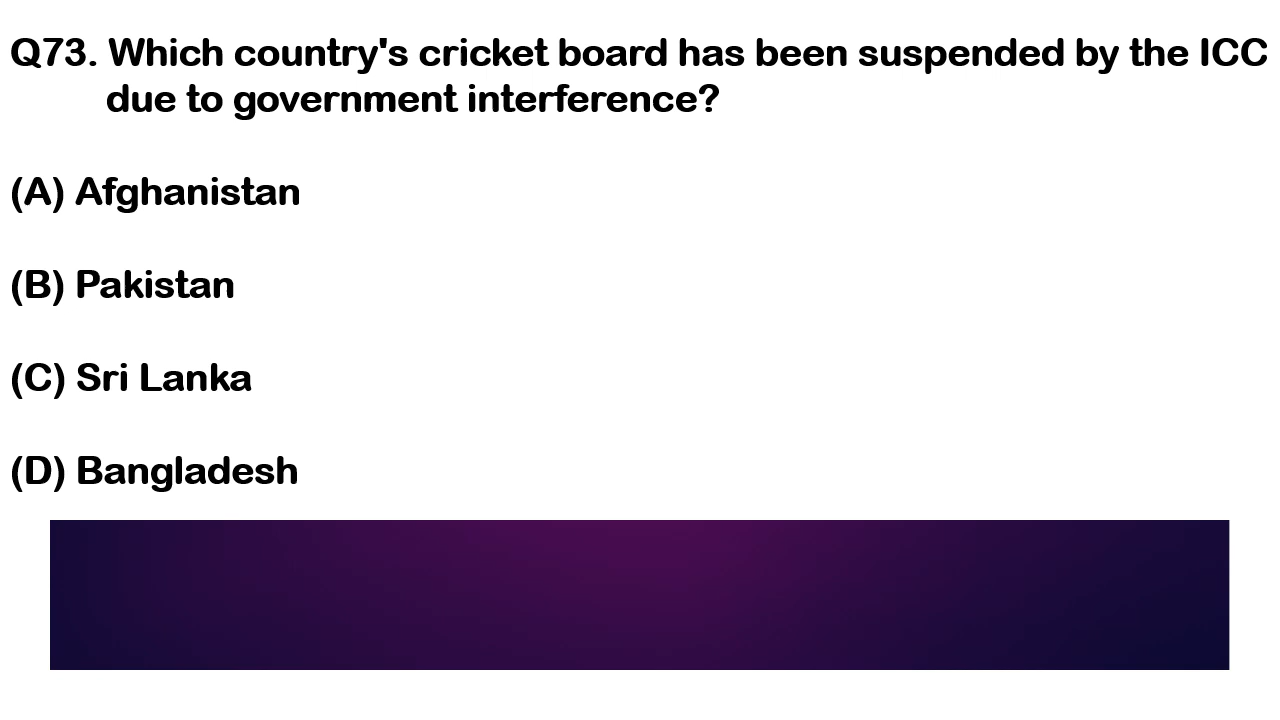 Q73. Which country's cricket board has been suspended by the ICC
due to government interference?
(A) Afghanistan
(B) Pakistan
(C) Sri Lanka
(D) Bangladesh